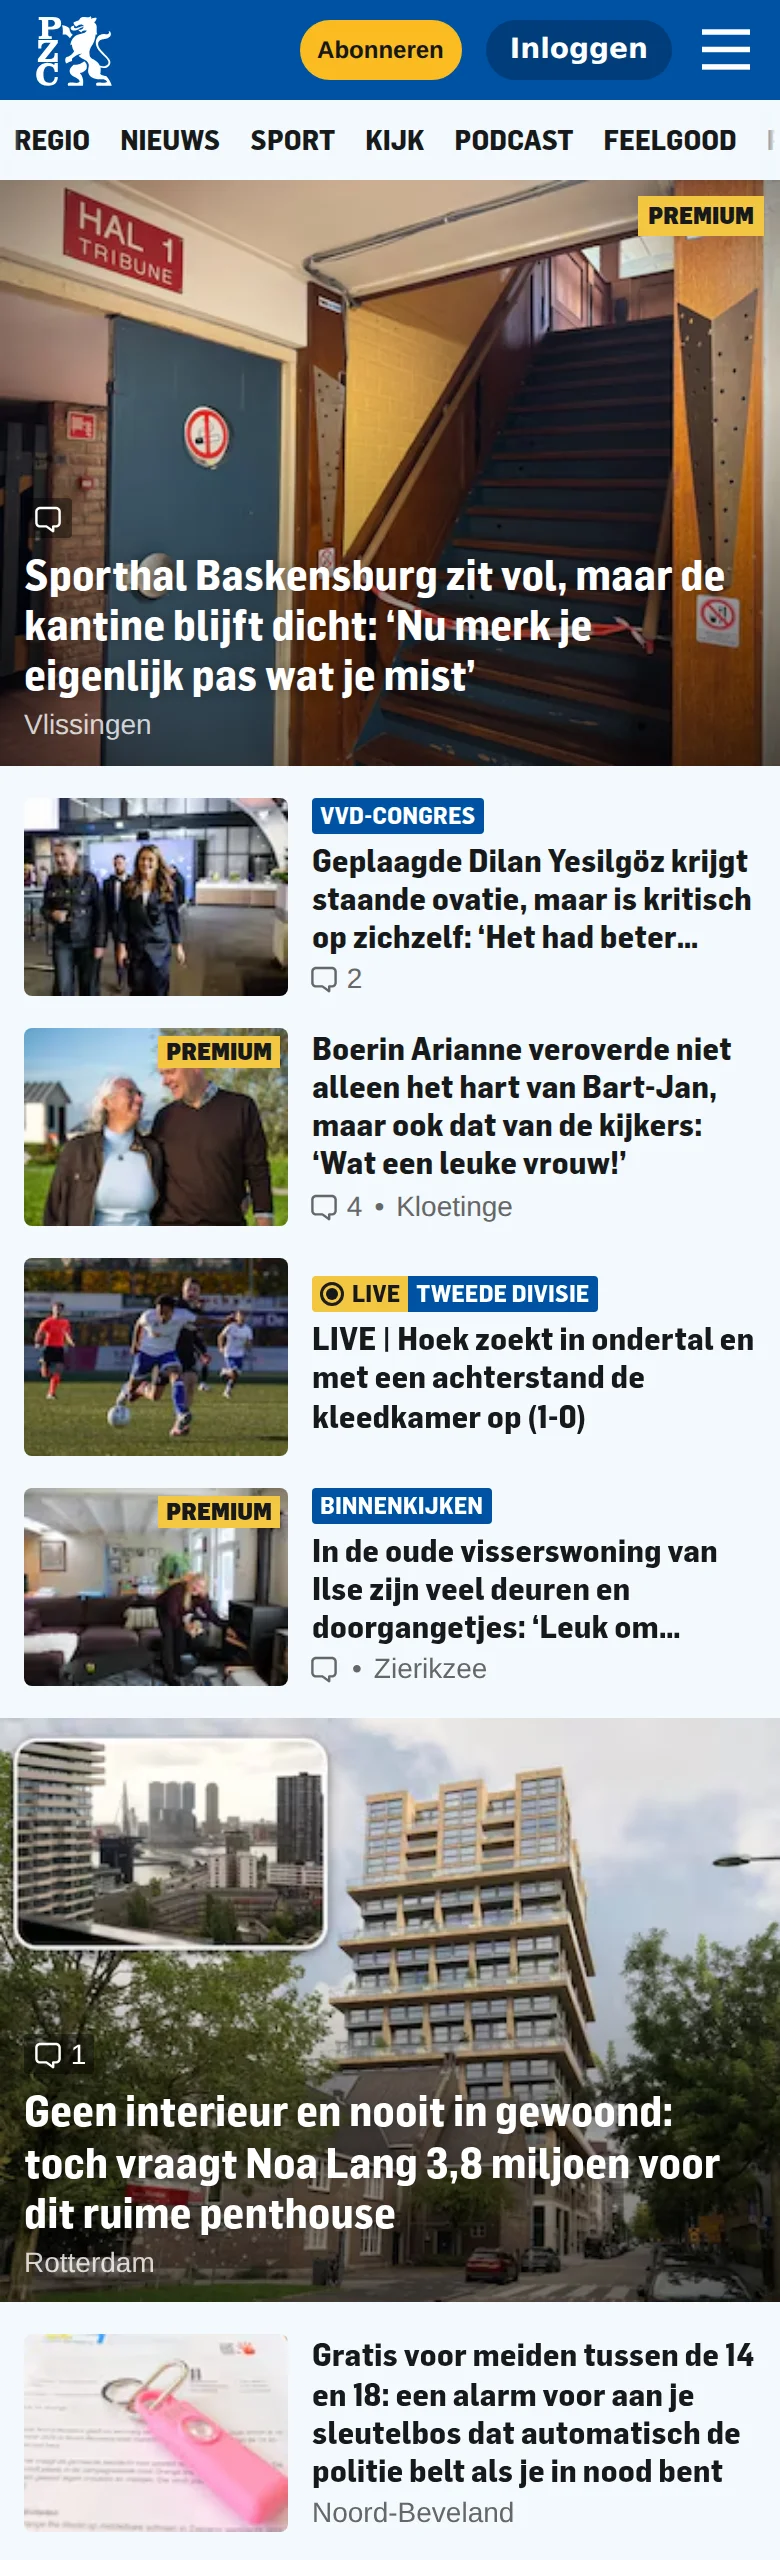 PZC
Abonneren
Inloggen
REGIO NIEUWS SPORT KIJK PODCAST FEELGOOD
PREMIUM
HAL 1
TRIBUNE
Sporthal Baskensburg zit vol, maar de
kantine blijft dicht: ‘Nu merk je
eigenlijk pas wat je mist’
Vlissingen
VVD-CONGRES
Geplaagde Dilan Yesilgöz krijgt
staande ovatie, maar is kritisch
op zichzelf: ‘Het had beter...
2
PREMIUM
Boerin Arianne veroverde niet
alleen het hart van Bart-Jan,
maar ook dat van de kijkers:
‘Wat een leuke vrouw!’
4 • Kloetinge
LIVE TWEEDE DIVISIE
LIVE | Hoek zoekt in ondertal en
met een achterstand de
kleedkamer op (1-0)
PREMIUM
BINNENKIJKEN
In de oude visserswoning van
Ilse zijn veel deuren en
doorgangetjes: ‘Leuk om...
• Zierikzee
1
Geen interieur en nooit in gewoond:
toch vraagt Noa Lang 3,8 miljoen voor
dit ruime penthouse
Rotterdam
Gratis voor meiden tussen de 14
en 18: een alarm voor aan je
sleutelbos dat automatisch de
politie belt als je in nood bent
Noord-Beveland